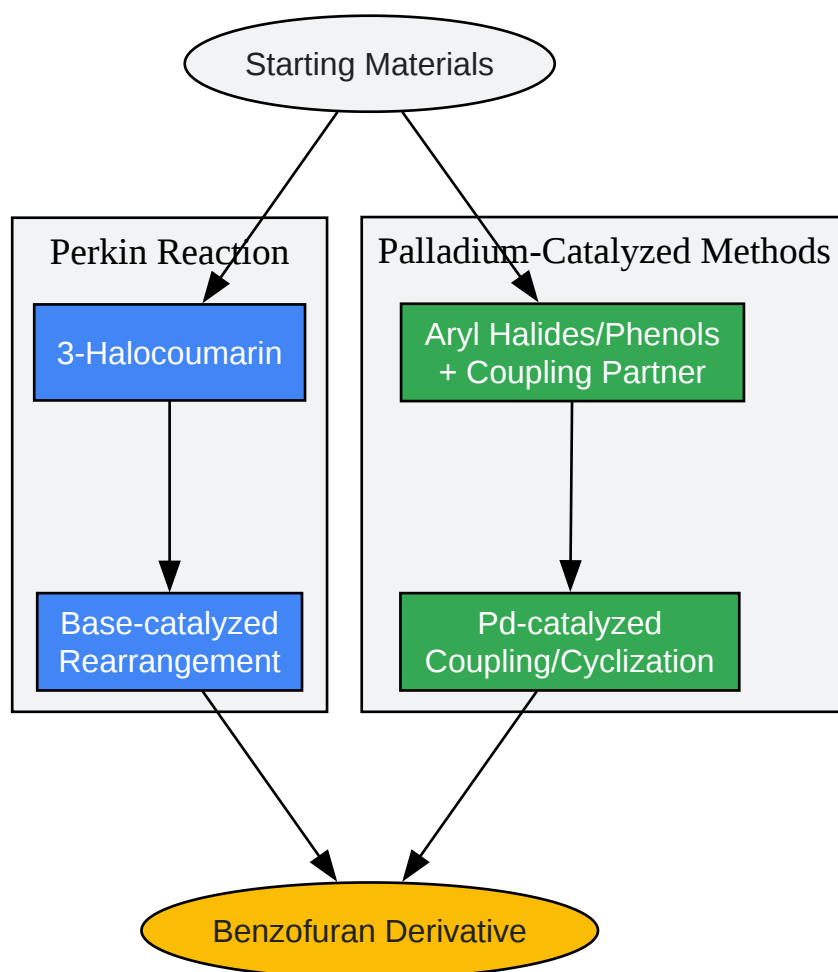 Starting Materials
Perkin Reaction
Palladium-Catalyzed Methods
3-Halocoumarin
Aryl Halides/Phenols
+ Coupling Partner
Base-catalyzed
Rearrangement
Pd-catalyzed
Coupling/Cyclization
Benzofuran Derivative